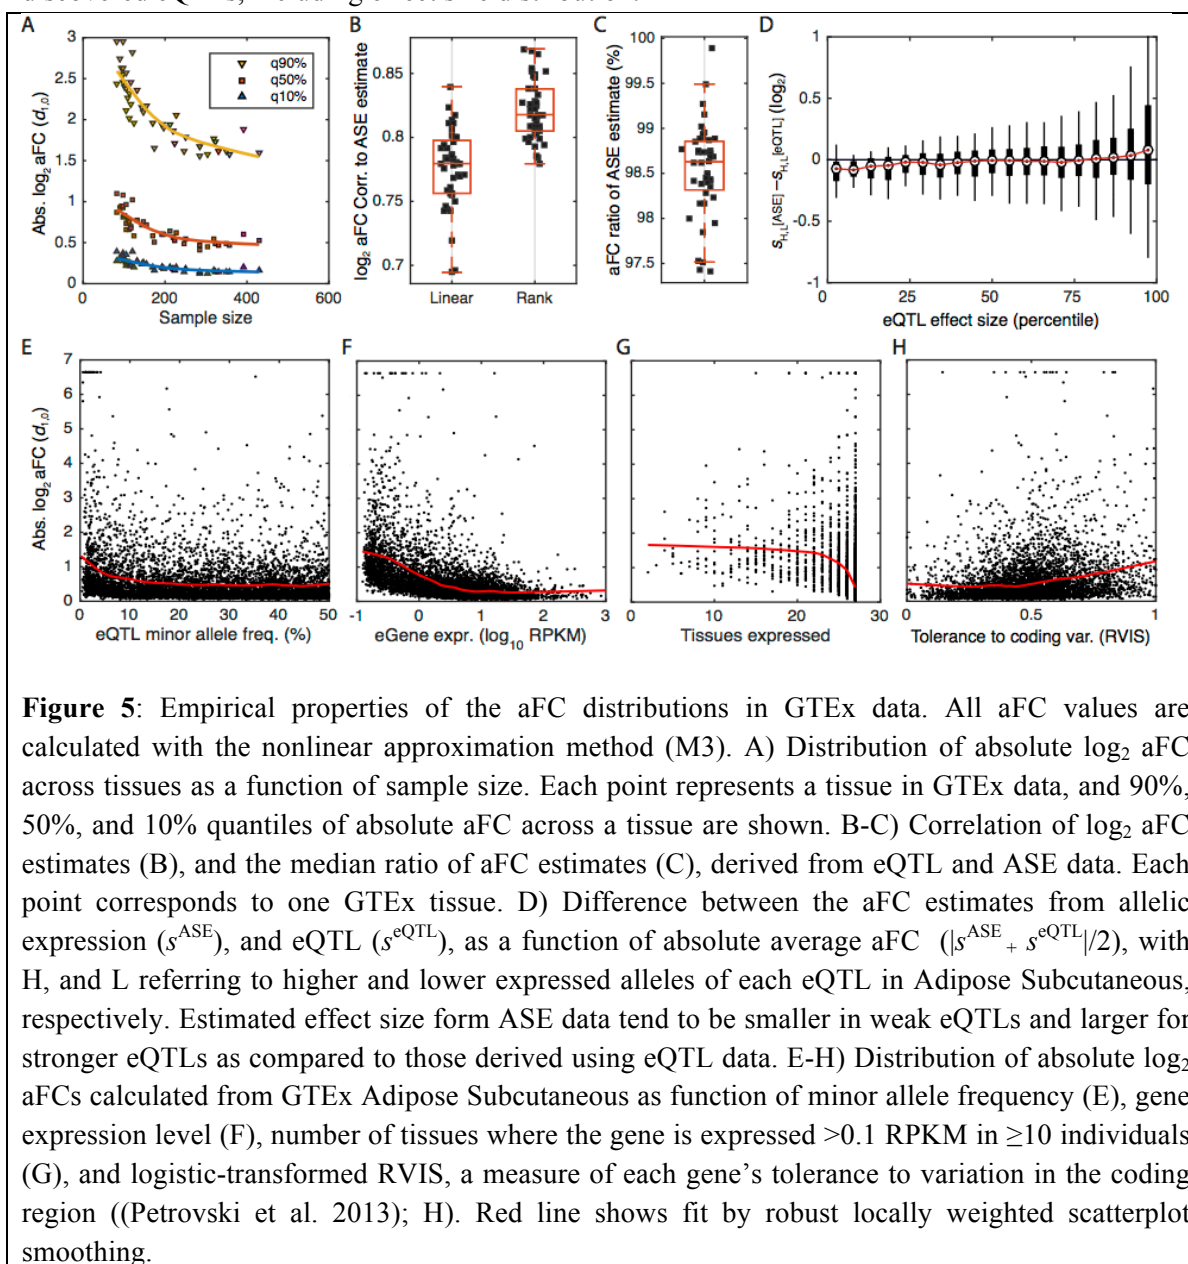 A
B
C
D
Abs. log2 aFC (d1,0)
3
2.5
2
1.5
1
0.5
0
q90%
q50%
q10%
0
200
400
600
Sample size
log2 aFC Corr. to ASE estimate
0.85
0.8
0.75
0.7
Linear
Rank
aFC ratio of ASE estimate (%)
100
99.5
99
98.5
98
97.5
sH,L[ASE] −sH,L[eQTL] (log2)
1
0.5
0
-0.5
-1
25
50
75
100
eQTL effect size (percentile)
E
F
G
H
Abs. log2 aFC (d1,0)
7
6
5
4
3
2
1
0
0
10
20
30
40
50
eQTL minor allele freq. (%)
-1
0
1
2
3
eGene expr. (log10 RPKM)
0
10
20
30
Tissues expressed
0
0.5
1
Tolerance to coding var. (RVIS)
Figure 5: Empirical properties of the aFC distributions in GTEx data. All aFC values are
calculated with the nonlinear approximation method (M3). A) Distribution of absolute log2 aFC
across tissues as a function of sample size. Each point represents a tissue in GTEx data, and 90%,
50%, and 10% quantiles of absolute aFC across a tissue are shown. B-C) Correlation of log2 aFC
estimates (B), and the median ratio of aFC estimates (C), derived from eQTL and ASE data. Each
point corresponds to one GTEx tissue. D) Difference between the aFC estimates from allelic
expression (sASE), and eQTL (seQTL), as a function of absolute average aFC (|sASE + seQTL|/2), with
H, and L referring to higher and lower expressed alleles of each eQTL in Adipose Subcutaneous,
respectively. Estimated effect size form ASE data tend to be smaller in weak eQTLs and larger for
stronger eQTLs as compared to those derived using eQTL data. E-H) Distribution of absolute log2
aFCs calculated from GTEx Adipose Subcutaneous as function of minor allele frequency (E), gene
expression level (F), number of tissues where the gene is expressed >0.1 RPKM in ≥10 individuals
(G), and logistic-transformed RVIS, a measure of each gene's tolerance to variation in the coding
region ((Petrovski et al. 2013); H). Red line shows fit by robust locally weighted scatterplot
smoothing.